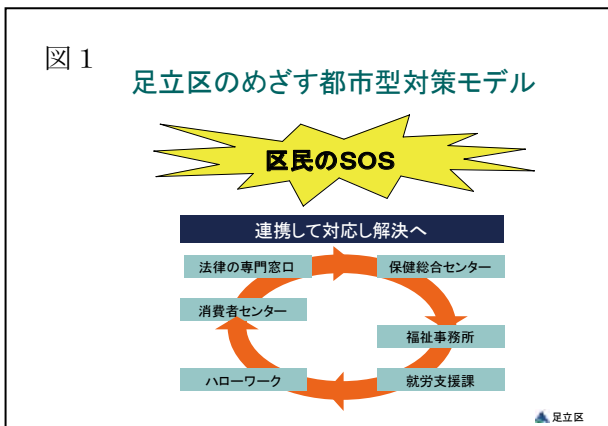 図1
足立区のめざす都市型対策モデル
区民のSOS
連携して対応し解決へ
法律の専門窓口
保健総合センター
消費者センター
福祉事務所
ハローワーク
就労支援課
足立区